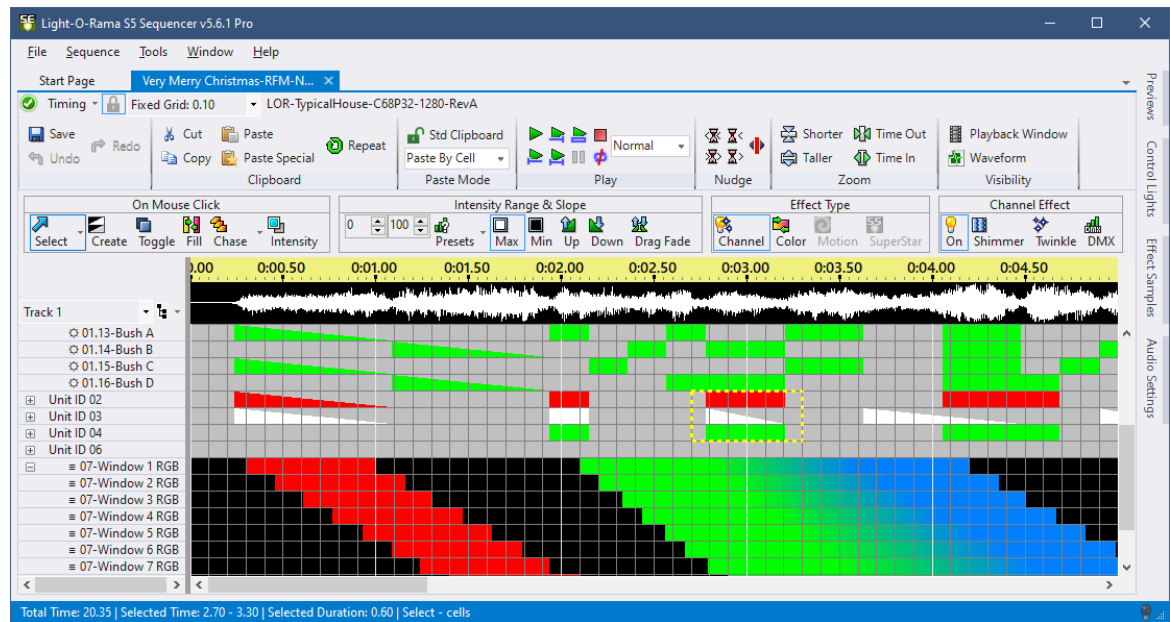 Light-O-Rama S5 Sequencer v5.6.1 Pro
File Sequence Tools Window Help
Start Page Very Merry Christmas-RFM-N...
Timing Fixed Grid: 0.10 LOR-TypicalHouse-C68P32-1280-RevA
Save Undo Redo
Cut Copy Paste Paste Special Repeat
Clipboard
Std Clipboard
Paste By Cell
Paste Mode
Normal
Play
Nudge
Shorter Time Out
Taller Time In
Zoom
Playback Window
Waveform
Visibility
On Mouse Click
Select Create Toggle Fill Chase Intensity
Intensity Range & Slope
0 100 Presets Max Min Up Down Drag Fade
Effect Type
Channel Color Motion SuperStar
Channel Effect
On Shimmer Twinkle DMX
dmx
Previews
Control Lights
Effect Samples
Audio Settings
0:00.50 0:01.00 0:01.50 0:02.00 0:02.50 0:03.00 0:03.50 0:04.00 0:04.50
Track 1
01.13-Bush A
01.14-Bush B
01.15-Bush C
01.16-Bush D
Unit ID 02
Unit ID 03
Unit ID 04
Unit ID 06
07-Window 1 RGB
07-Window 2 RGB
07-Window 3 RGB
07-Window 4 RGB
07-Window 5 RGB
07-Window 6 RGB
07-Window 7 RGB
Total Time: 20.35 | Selected Time: 2.70 - 3.30 | Selected Duration: 0.60 | Select - cells